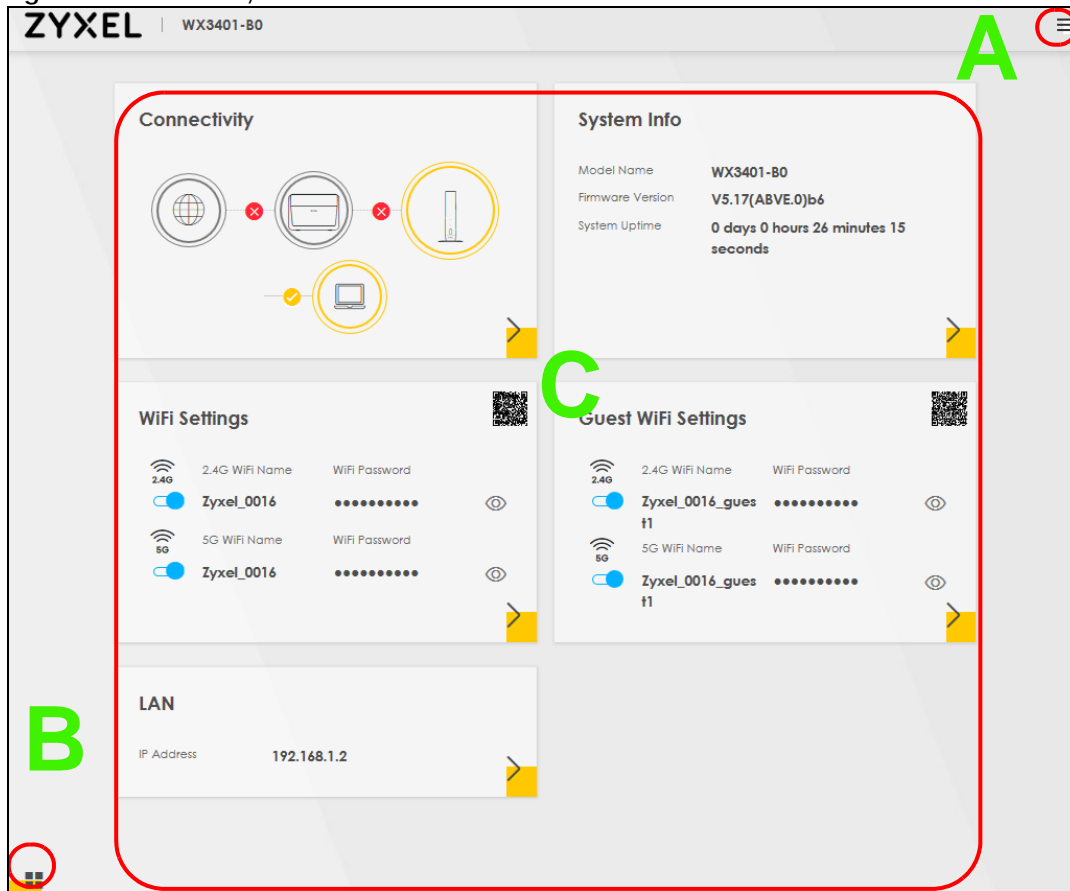 ZYXEL | WX3401-B0
A
Connectivity
System Info
Model Name WX3401-B0
Firmware Version V5.17(ABVE.0)b6
System Uptime 0 days 0 hours 26 minutes 15
seconds
C
WiFi Settings
2.4G
2.4G WiFi Name WiFi Password
Zyxel_0016 ●●●●●●●●●●
5G
5G WiFi Name WiFi Password
Zyxel_0016 ●●●●●●●●●●
Guest WiFi Settings
2.4G
2.4G WiFi Name WiFi Password
Zyxel_0016_gues ●●●●●●●●●●
t1
5G
5G WiFi Name WiFi Password
Zyxel_0016_gues ●●●●●●●●●●
t1
B
LAN
IP Address 192.168.1.2